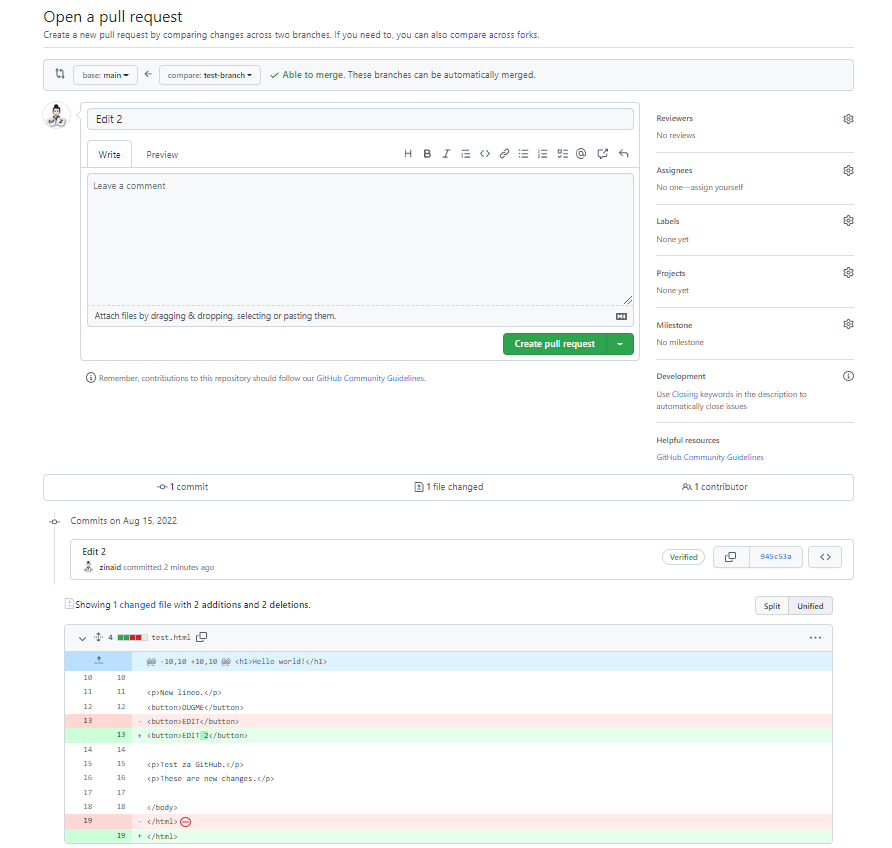 Open a pull request
Create a new pull request by comparing changes across two branches. If you need to, you can also compare across forks.
base: main
compare: test-branch
Able to merge. These branches can be automatically merged.
Edit 2
Write Preview
Leave a comment
Attach files by dragging & dropping, selecting or pasting them.
Create pull request
Remember, contributions to this repository should follow our GitHub Community Guidelines.
Reviewers
No reviews
Assignees
No one—assign yourself
Labels
None yet
Projects
None yet
Milestone
No milestone
Development
Use Closing keywords in the description to
automatically close issues
Helpful resources
GitHub Community Guidelines
1 commit 1 file changed 1 contributor
Commits on Aug 15, 2022
Edit 2
zinaid committed 2 minutes ago
Verified 945c53a
Showing 1 changed file with 2 additions and 2 deletions.
Split Unified
4 test.html
@@ -10,10 +10,10 @@ <h1>Hello world!</h1>
10 10
11 11 <p>New lineo.</p>
12 12 <button>DUGME</button>
13 - <button>EDIT</button>
13 + <button>EDIT 2</button>
14 14
15 15 <p>Test za GitHub.</p>
16 16 <p>These are new changes.</p>
17 17
18 18 </body>
19 - </html>
19 + </html>